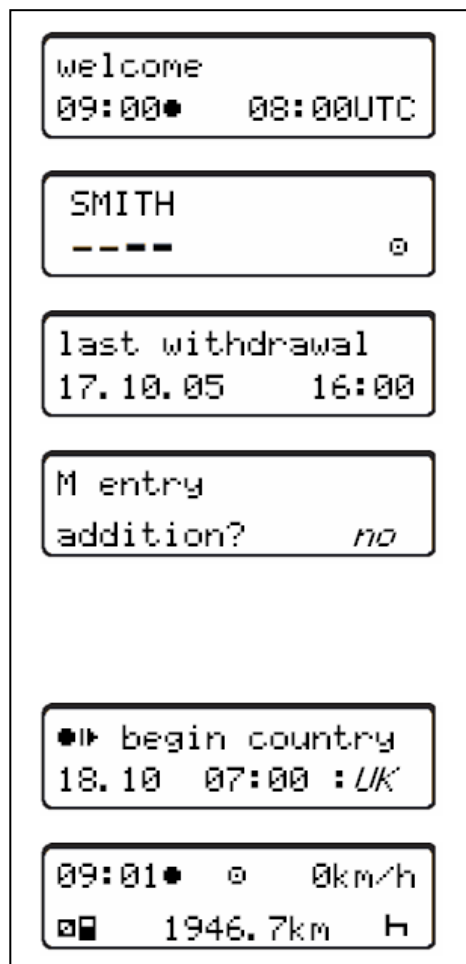 welcome
09:00● 08:00UTC
SMITH
---- ⊙
last withdrawal
17.10.05 16:00
M entry
addition? no
●I▶ begin country
18.10 07:00 :UK
09:01● ⊙ 0km/h
1946.7km